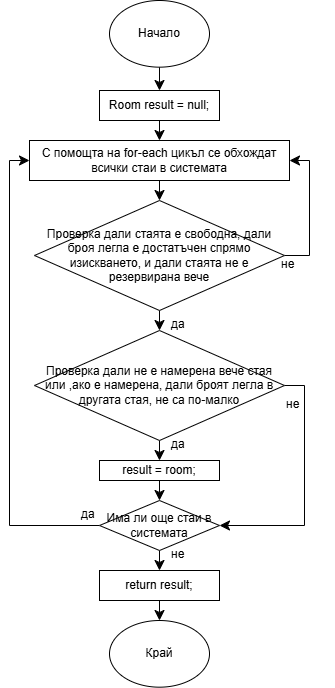 Начало
Room result = null;
С помощта на for-each цикъл се обхождат
всички стаи в системата
Проверка дали стаята е свободна, дали
броя легла е достатъчен спрямо
изискването, и дали стаята не е
резервирана вече
не
да
Проверка дали не е намерена вече стая
или ,ако е намерена, дали броят легла в
другата стая, не са по-малко
не
да
result = room;
да
Има ли още стаи в
системата
не
return result;
Край